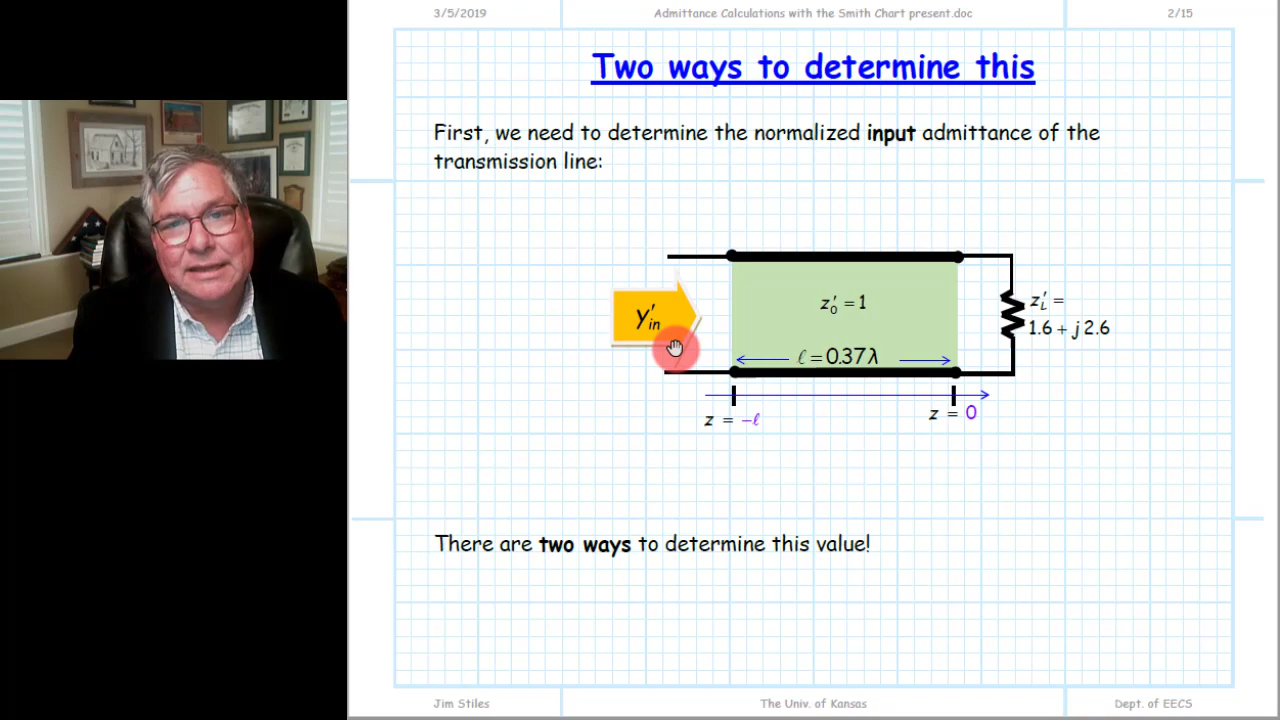 3/5/2019 Admittance Calculations with the Smith Chart present.doc 2/15
Two ways to determine this
First, we need to determine the normalized input admittance of the
transmission line:
y′in
z′0 = 1
ℓ = 0.37λ
z′L =
1.6 + j 2.6
z = −ℓ
z = 0
There are two ways to determine this value!
Jim Stiles The Univ. of Kansas Dept. of EECS